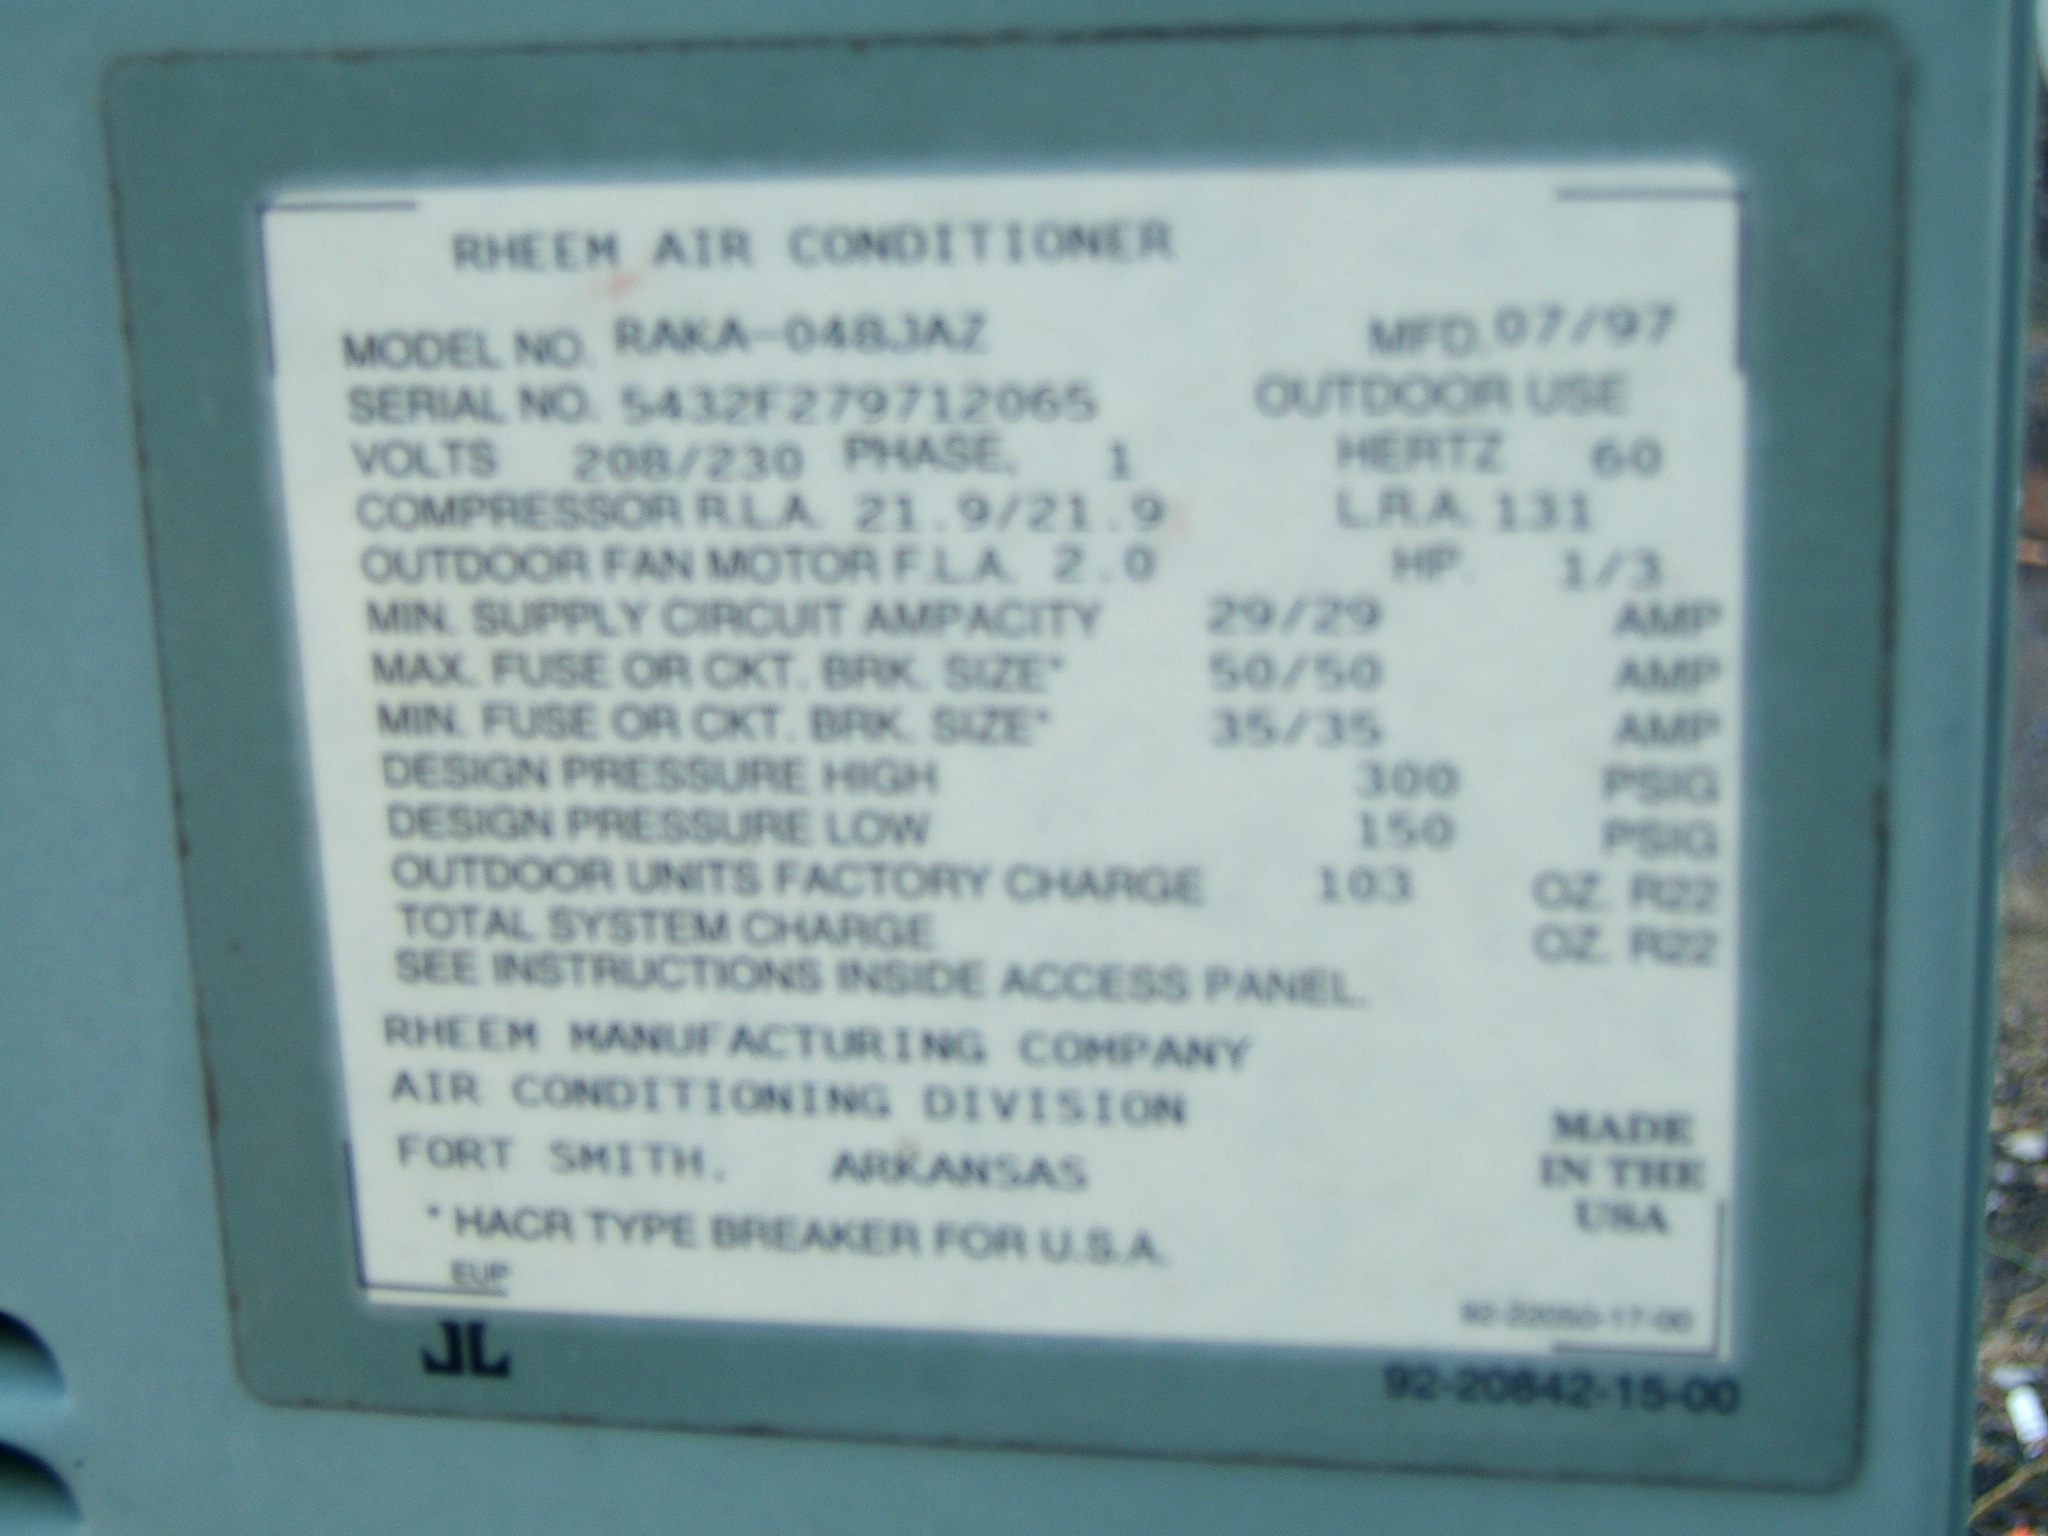 RHEEM AIR CONDITIONER
MODEL NO. RAKA-048JAZ MFD. 07/97
SERIAL NO. 5432F279712065 OUTDOOR USE
VOLTS 208/230 PHASE. 1 HERTZ 60
COMPRESSOR R.L.A. 21.9/21.9 L.R.A. 131
OUTDOOR FAN MOTOR F.L.A. 2.0 HP. 1/3
MIN. SUPPLY CIRCUIT AMPACITY 29/29 AMP
MAX. FUSE OR CKT. BRK. SIZE* 50/50 AMP
MIN. FUSE OR CKT. BRK. SIZE* 35/35 AMP
DESIGN PRESSURE HIGH 300 PSIG
DESIGN PRESSURE LOW 150 PSIG
OUTDOOR UNITS FACTORY CHARGE 103 OZ. R22
TOTAL SYSTEM CHARGE OZ. R22
SEE INSTRUCTIONS INSIDE ACCESS PANEL.
RHEEM MANUFACTURING COMPANY
AIR CONDITIONING DIVISION
FORT SMITH, ARKANSAS
MADE
IN THE
USA
* HACR TYPE BREAKER FOR U.S.A.
EUP
92-22050-17-00
92-20842-15-00